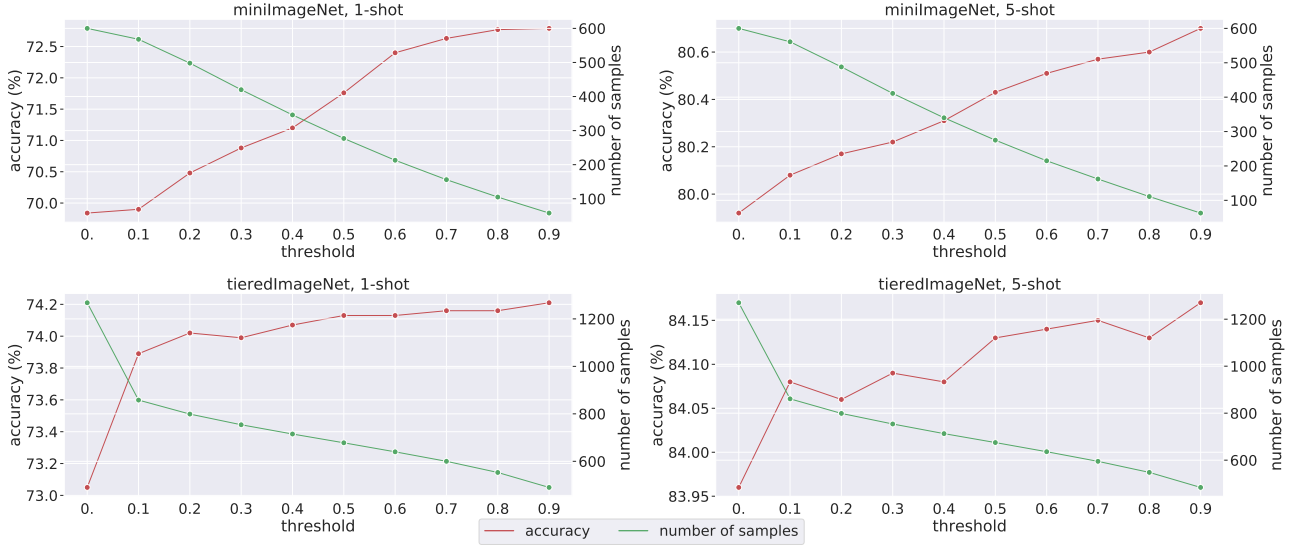 miniImageNet, 1-shot
accuracy (%)
72.5
72.0
71.5
71.0
70.5
70.0
600
500
400
300
200
100
number of samples
0. 0.1 0.2 0.3 0.4 0.5 0.6 0.7 0.8 0.9
threshold
miniImageNet, 5-shot
accuracy (%)
80.6
80.4
80.2
80.0
600
500
400
300
200
100
number of samples
0. 0.1 0.2 0.3 0.4 0.5 0.6 0.7 0.8 0.9
threshold
tieredImageNet, 1-shot
accuracy (%)
74.2
74.0
73.8
73.6
73.4
73.2
73.0
1200
1000
800
600
number of samples
0. 0.1 0.2 0.3 0.4 0.5 0.6 0.7 0.8 0.9
threshold
tieredImageNet, 5-shot
accuracy (%)
84.15
84.10
84.05
84.00
83.95
1200
1000
800
600
number of samples
0. 0.1 0.2 0.3 0.4 0.5 0.6 0.7 0.8 0.9
threshold
accuracy number of samples